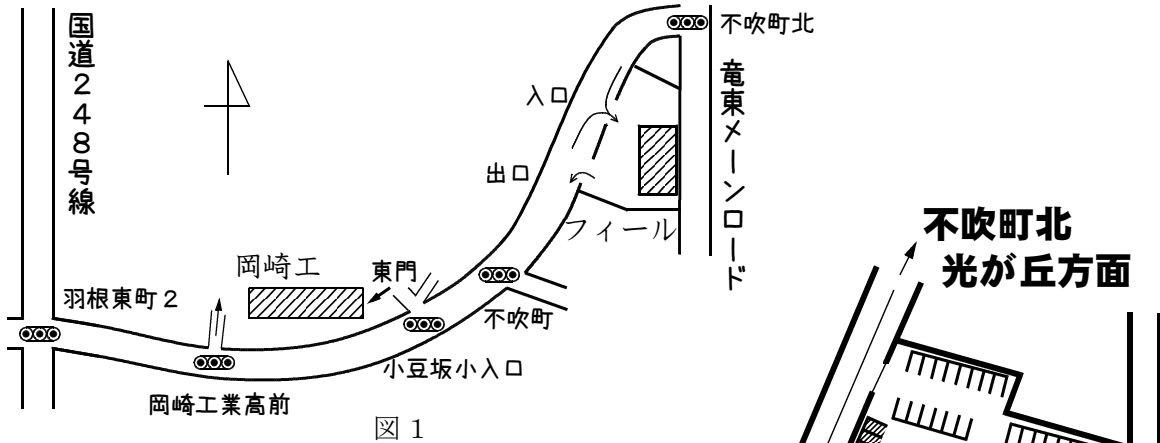 国道２４８号線
不吹町北
竜東メーンロード
入口
出口
フィール
岡崎工
東門
羽根東町２
不吹町
小豆坂小入口
岡崎工業高前
図１
不吹町北
光が丘方面